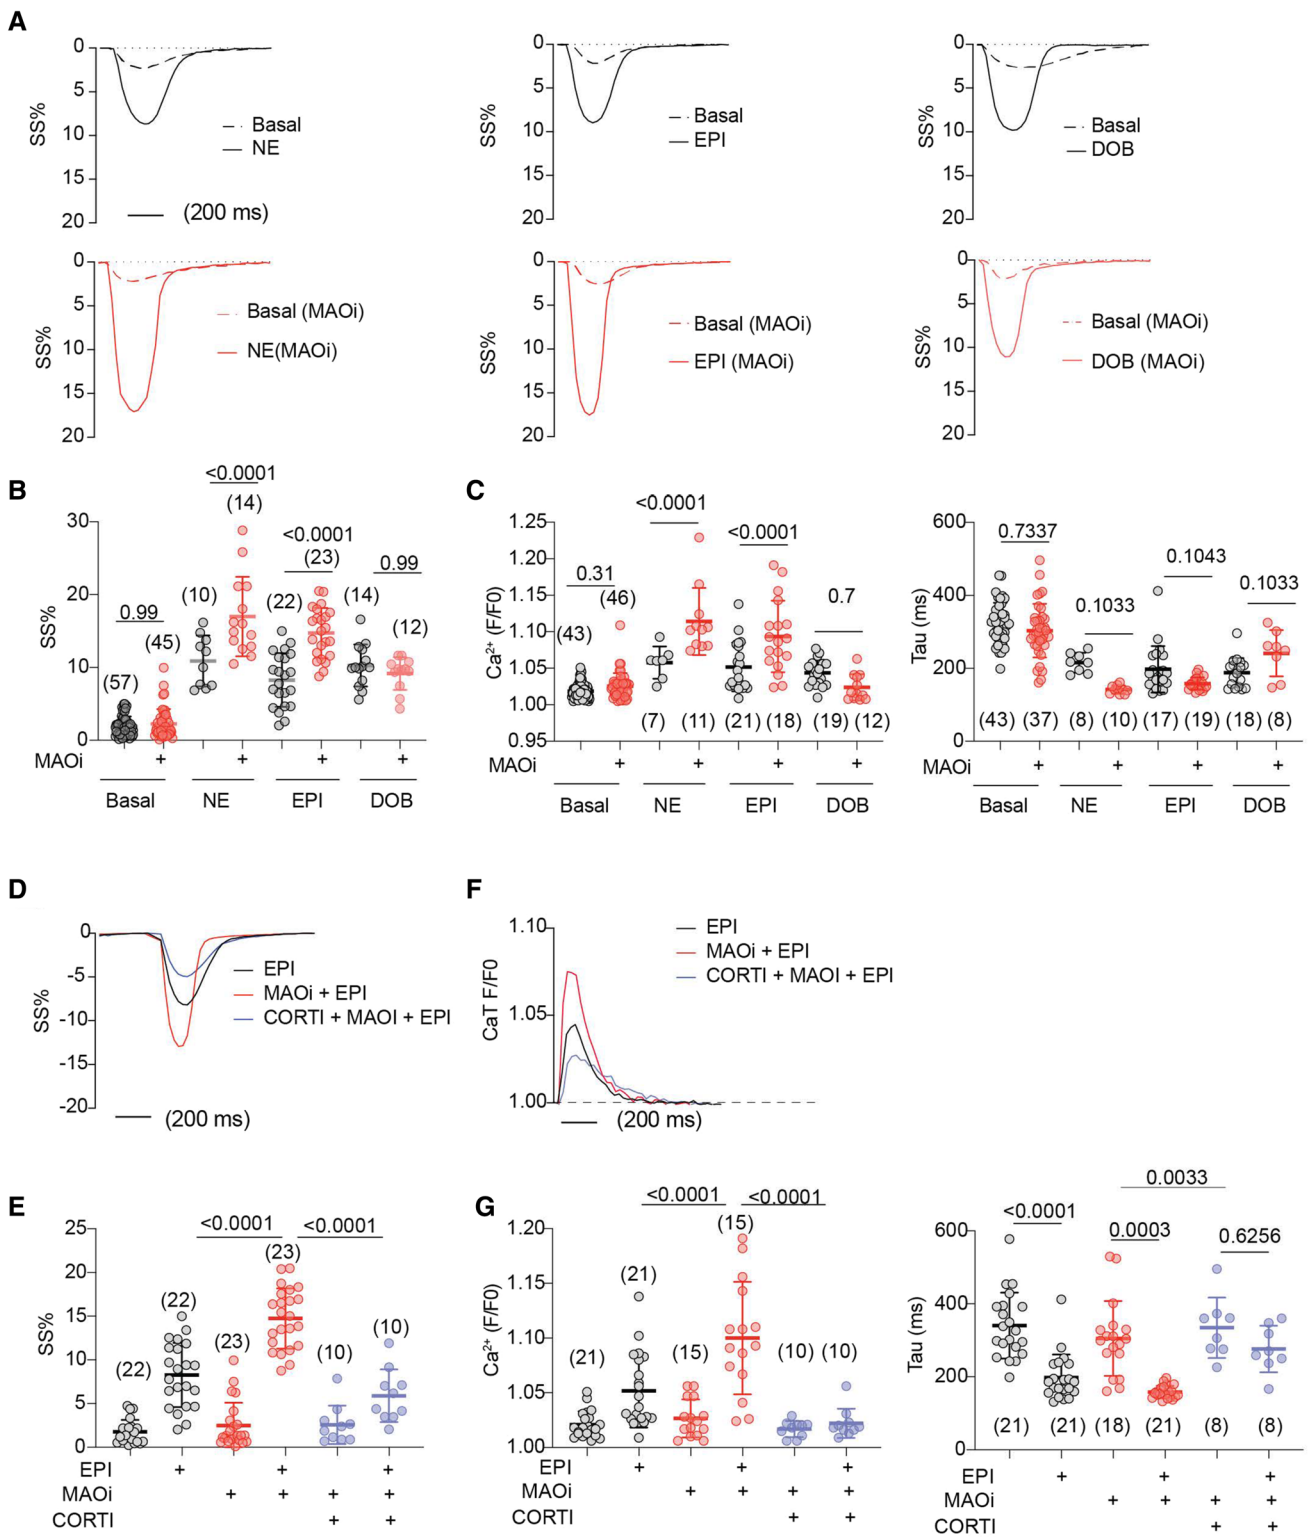 A
0
5
10
15
20
SS%
Basal
NE
(200 ms)
0
5
10
15
20
SS%
Basal
EPI
0
5
10
15
20
SS%
Basal
DOB
0
5
10
15
20
SS%
Basal (MAOi)
NE(MAOi)
0
5
10
15
20
SS%
Basal (MAOi)
EPI (MAOi)
0
5
10
15
20
SS%
Basal (MAOi)
DOB (MAOi)
B
<0.0001
(14)
<0.0001
(23)
0.99
0.99
(10)
(22)
(14)
(45)
(12)
(57)
30
20
10
0
SS%
MAOi + + + +
Basal NE EPI DOB
C
<0.0001
<0.0001
0.31
0.7
(46)
(43)
(7) (11) (21) (18) (19) (12)
1.25
1.20
1.15
1.10
1.05
1.00
0.95
Ca²⁺ (F/F0)
MAOi + + + +
Basal NE EPI DOB
600
400
200
0
Tau (ms)
0.7337
0.1033
0.1043
0.1033
(43) (37) (8) (10) (17) (19) (18) (8)
MAOi + + + +
Basal NE EPI DOB
D
0
-5
-10
-15
-20
SS%
EPI
MAOi + EPI
CORTI + MAOI + EPI
(200 ms)
F
1.10
1.05
1.00
CaT F/F0
EPI
MAOi + EPI
CORTI + MAOI + EPI
(200 ms)
E
<0.0001 <0.0001
(23)
(22)
(23)
(22)
(10)
(10)
25
20
15
10
5
0
SS%
EPI + + +
MAOi + + + +
CORTI + +
G
<0.0001 <0.0001
(15)
(21)
(21)
(15)
(10) (10)
1.20
1.15
1.10
1.05
1.00
Ca²⁺ (F/F0)
EPI + + +
MAOi + + + +
CORTI + +
0.0033
<0.0001
0.0003
0.6256
600
400
200
0
Tau (ms)
(21) (21) (18) (21) (8) (8)
EPI + + +
MAOi + + + +
CORTI + +